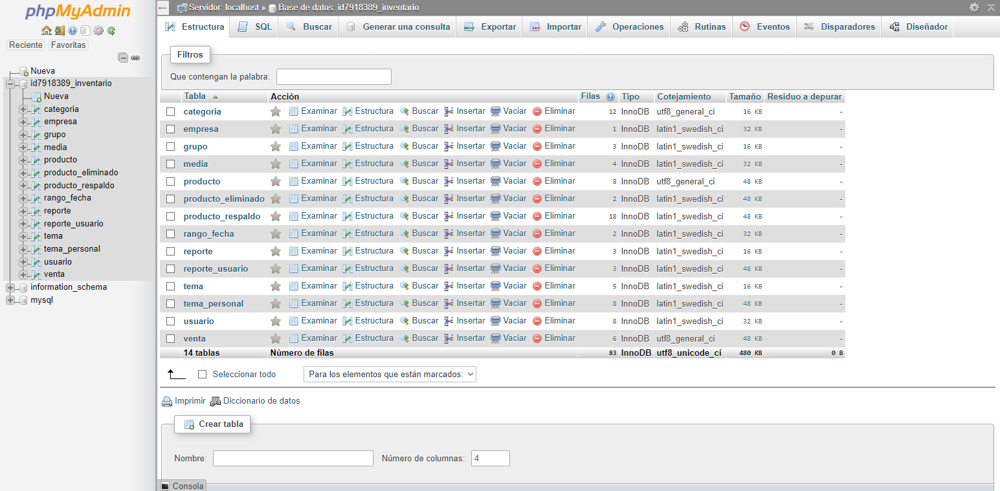 phpMyAdmin
Reciente Favoritas
Nueva
id7918389_inventario
Nueva
categoria
empresa
grupo
media
producto
producto_eliminado
producto_respaldo
rango_fecha
reporte
reporte_usuario
tema
tema_personal
usuario
venta
information_schema
mysql
Servidor: localhost » Base de datos: id7918389_inventario
Estructura SQL Buscar Generar una consulta Exportar Importar Operaciones Rutinas Eventos Disparadores Diseñador
Filtros
Que contengan la palabra:
Tabla Acción Filas Tipo Cotejamiento Tamaño Residuo a depurar
categoria Examinar Estructura Buscar Insertar Vaciar Eliminar 12 InnoDB utf8_general_ci 16 KB -
empresa Examinar Estructura Buscar Insertar Vaciar Eliminar 1 InnoDB latin1_swedish_ci 32 KB -
grupo Examinar Estructura Buscar Insertar Vaciar Eliminar 3 InnoDB latin1_swedish_ci 16 KB -
media Examinar Estructura Buscar Insertar Vaciar Eliminar 4 InnoDB latin1_swedish_ci 32 KB -
producto Examinar Estructura Buscar Insertar Vaciar Eliminar 8 InnoDB utf8_general_ci 48 KB -
producto_eliminado Examinar Estructura Buscar Insertar Vaciar Eliminar 2 InnoDB latin1_swedish_ci 48 KB -
producto_respaldo Examinar Estructura Buscar Insertar Vaciar Eliminar 18 InnoDB latin1_swedish_ci 48 KB -
rango_fecha Examinar Estructura Buscar Insertar Vaciar Eliminar 2 InnoDB latin1_swedish_ci 32 KB -
reporte Examinar Estructura Buscar Insertar Vaciar Eliminar 3 InnoDB latin1_swedish_ci 16 KB -
reporte_usuario Examinar Estructura Buscar Insertar Vaciar Eliminar 3 InnoDB latin1_swedish_ci 48 KB -
tema Examinar Estructura Buscar Insertar Vaciar Eliminar 5 InnoDB latin1_swedish_ci 16 KB -
tema_personal Examinar Estructura Buscar Insertar Vaciar Eliminar 8 InnoDB latin1_swedish_ci 48 KB -
usuario Examinar Estructura Buscar Insertar Vaciar Eliminar 8 InnoDB latin1_swedish_ci 32 KB -
venta Examinar Estructura Buscar Insertar Vaciar Eliminar 6 InnoDB utf8_general_ci 48 KB -
14 tablas Número de filas 83 InnoDB utf8_unicode_ci 480 KB 0 B
Seleccionar todo Para los elementos que están marcados:
Imprimir Diccionario de datos
Crear tabla
Nombre: Número de columnas: 4
Consola